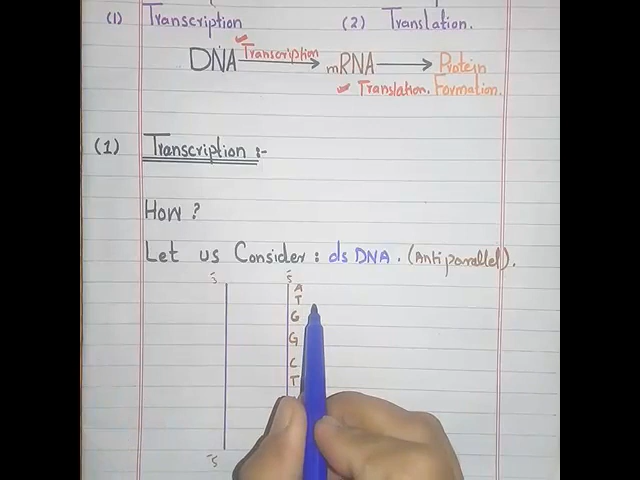 (1) Transcription (2) Translation.
DNA Transcription mRNA Protein
Translation. Formation.
(1) Transcription :-
How ?
Let us Consider : ds DNA. (Antiparallel).
3̄ 5̄
A
T
G
G
C
T
5̄